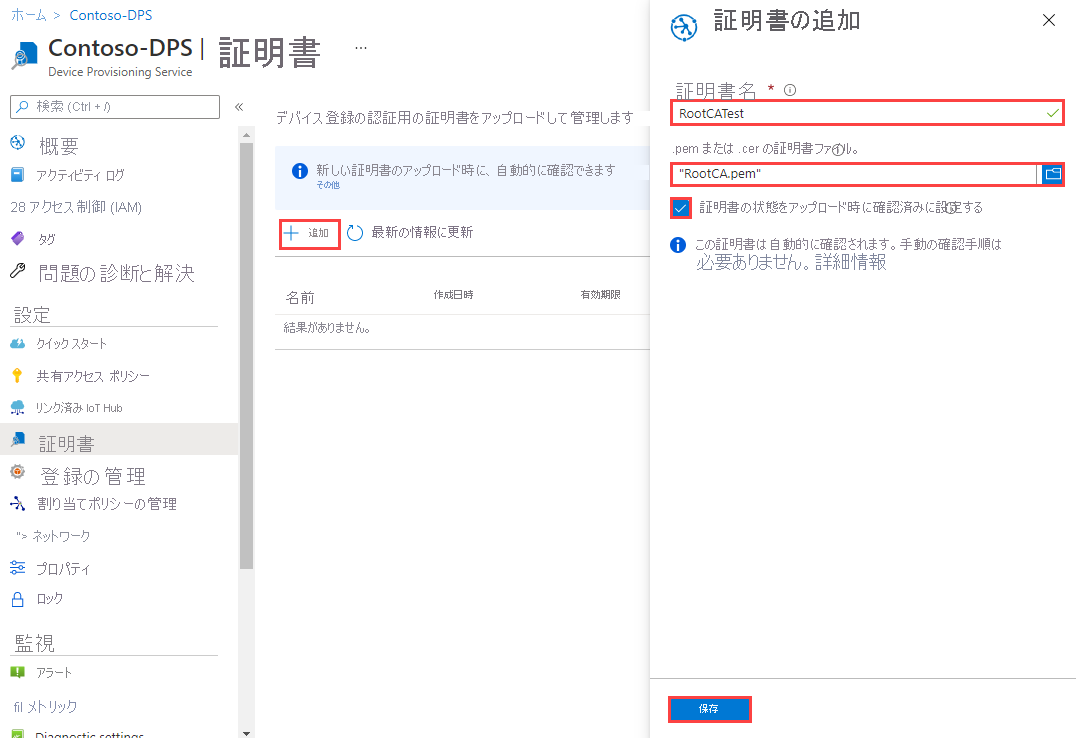 ホーム > Contoso-DPS
Contoso-DPS | 証明書 ...
Device Provisioning Service
検索 (Ctrl + /)
«
概要
アクティビティ ログ
28 アクセス制御 (IAM)
タグ
問題の診断と解決
設定
クイック スタート
共有アクセス ポリシー
リンク済み IoT Hub
証明書
登録の管理
割り当てポリシーの管理
"> ネットワーク
プロパティ
ロック
監視
アラート
fil メトリック
Diagnostic settings
デバイス登録の認証用の証明書をアップロードして管理します
新しい証明書のアップロード時に、自動的に確認できます
その他
追加
最新の情報に更新
名前 作成日時 有効期限
結果がありません。
証明書の追加
証明書名 *
RootCATest
.pem または .cer の証明書ファイル。
"RootCA.pem"
証明書の状態をアップロード時に確認済みに設定する
この証明書は自動的に確認されます。手動の確認手順は
必要ありません。詳細情報
保存